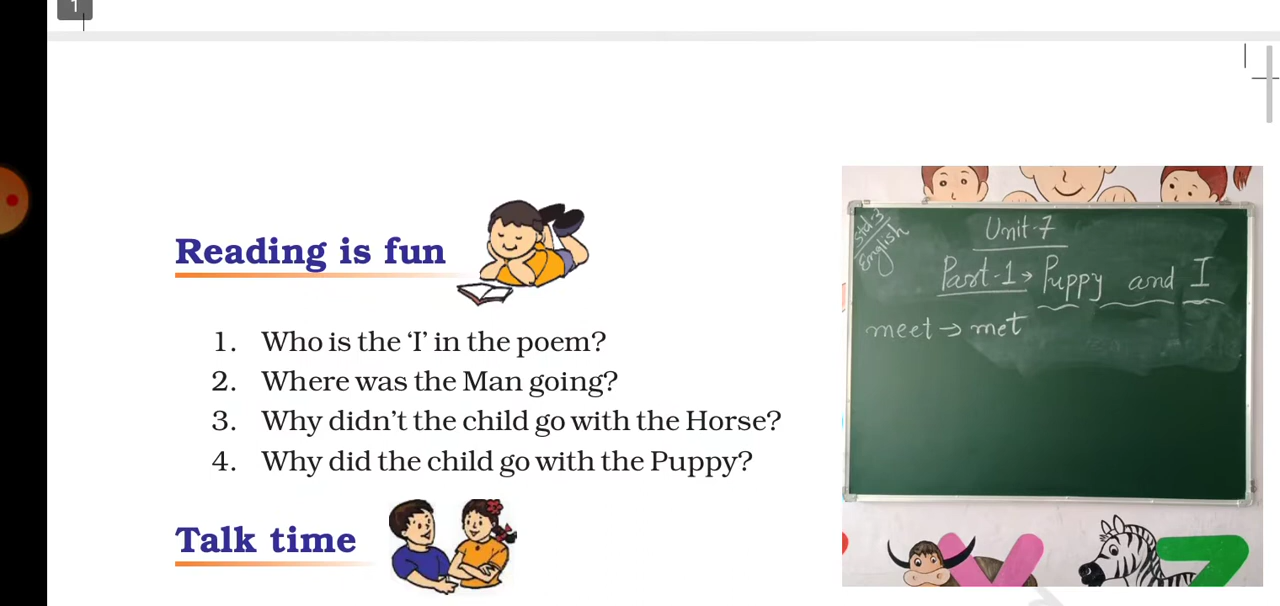 1
Reading is fun
1. Who is the ‘I’ in the poem?
2. Where was the Man going?
3. Why didn’t the child go with the Horse?
4. Why did the child go with the Puppy?
Talk time
Std:3
English
Unit-7
Part-1→ Puppy and I
meet → met